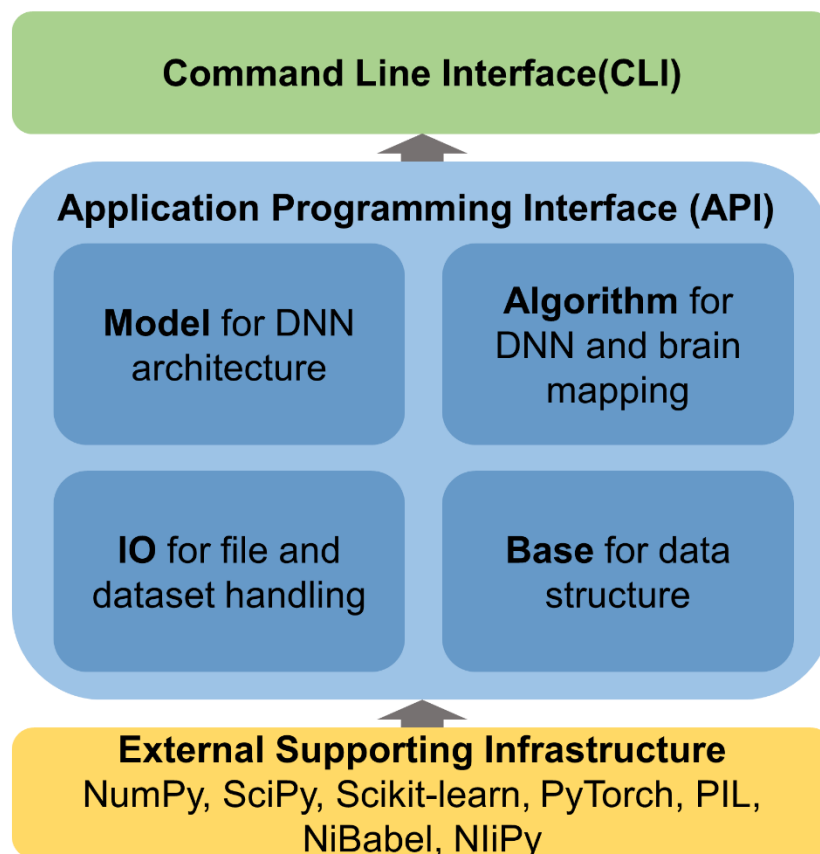 Command Line Interface(CLI)
Application Programming Interface (API)
Model for DNN
architecture
Algorithm for
DNN and brain
mapping
IO for file and
dataset handling
Base for data
structure
External Supporting Infrastructure
NumPy, SciPy, Scikit-learn, PyTorch, PIL,
NiBabel, NIiPy